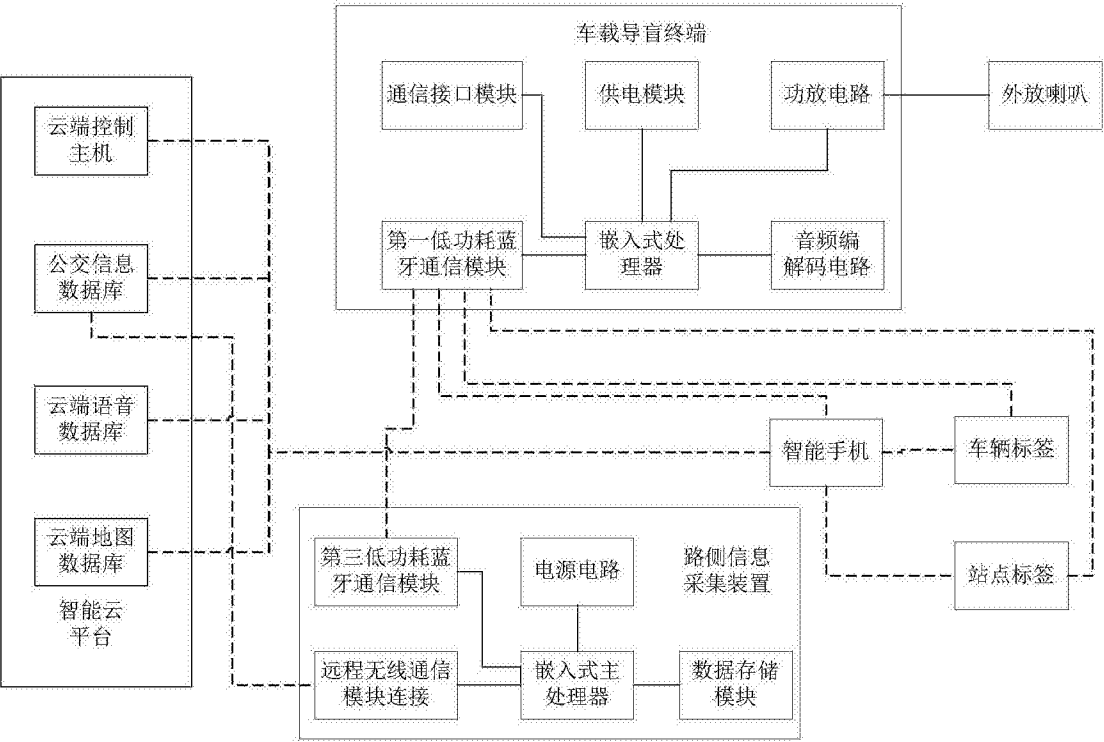 车载导盲终端
通信接口模块
供电模块
功放电路
外放喇叭
云端控制
主机
第一低功耗蓝
牙通信模块
嵌入式处
理器
音频编
解码电路
公交信息
数据库
云端语音
数据库
智能手机
车辆标签
云端地图
数据库
智能云
平台
第三低功耗蓝
牙通信模块
电源电路
路侧信息
采集装置
站点标签
远程无线通信
模块连接
嵌入式主
处理器
数据存储
模块